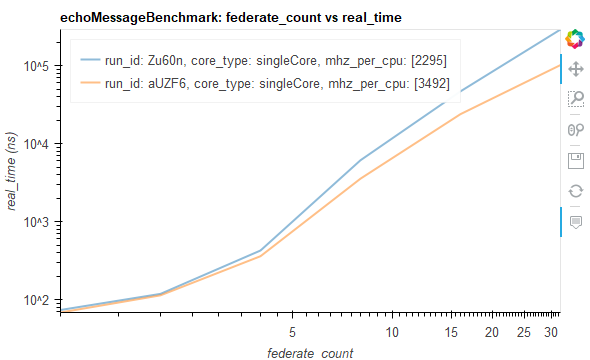 echoMessageBenchmark: federate_count vs real_time
run_id: Zu60n, core_type: singleCore, mhz_per_cpu: [2295]
run_id: aUZF6, core_type: singleCore, mhz_per_cpu: [3492]
real_time (ns)
10^5
10^4
10^3
10^2
5 10 15 20 25 30
federate_count